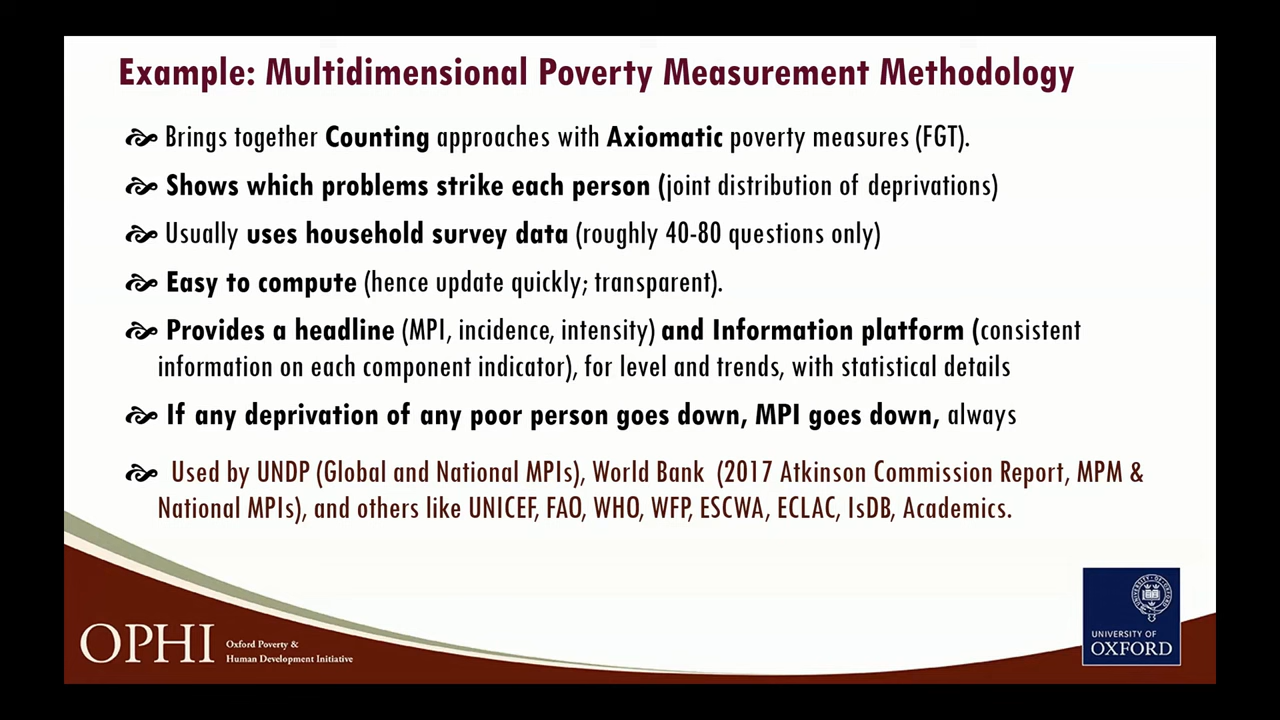 Example: Multidimensional Poverty Measurement Methodology
Brings together Counting approaches with Axiomatic poverty measures (FGT).
Shows which problems strike each person (joint distribution of deprivations)
Usually uses household survey data (roughly 40-80 questions only)
Easy to compute (hence update quickly; transparent).
Provides a headline (MPI, incidence, intensity) and Information platform (consistent
information on each component indicator), for level and trends, with statistical details
If any deprivation of any poor person goes down, MPI goes down, always
Used by UNDP (Global and National MPIs), World Bank (2017 Atkinson Commission Report, MPM &
National MPIs), and others like UNICEF, FAO, WHO, WFP, ESCWA, ECLAC, IsDB, Academics.
OPHI
Oxford Poverty &
Human Development Initiative
UNIVERSITY OF
OXFORD